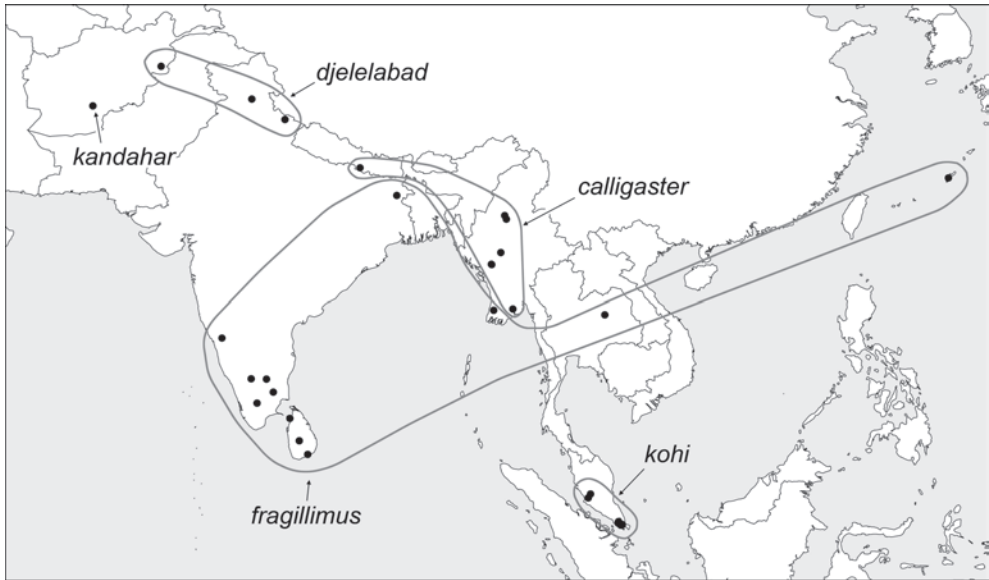 djelelabad
kandahar
calligaster
kohi
fragillimus